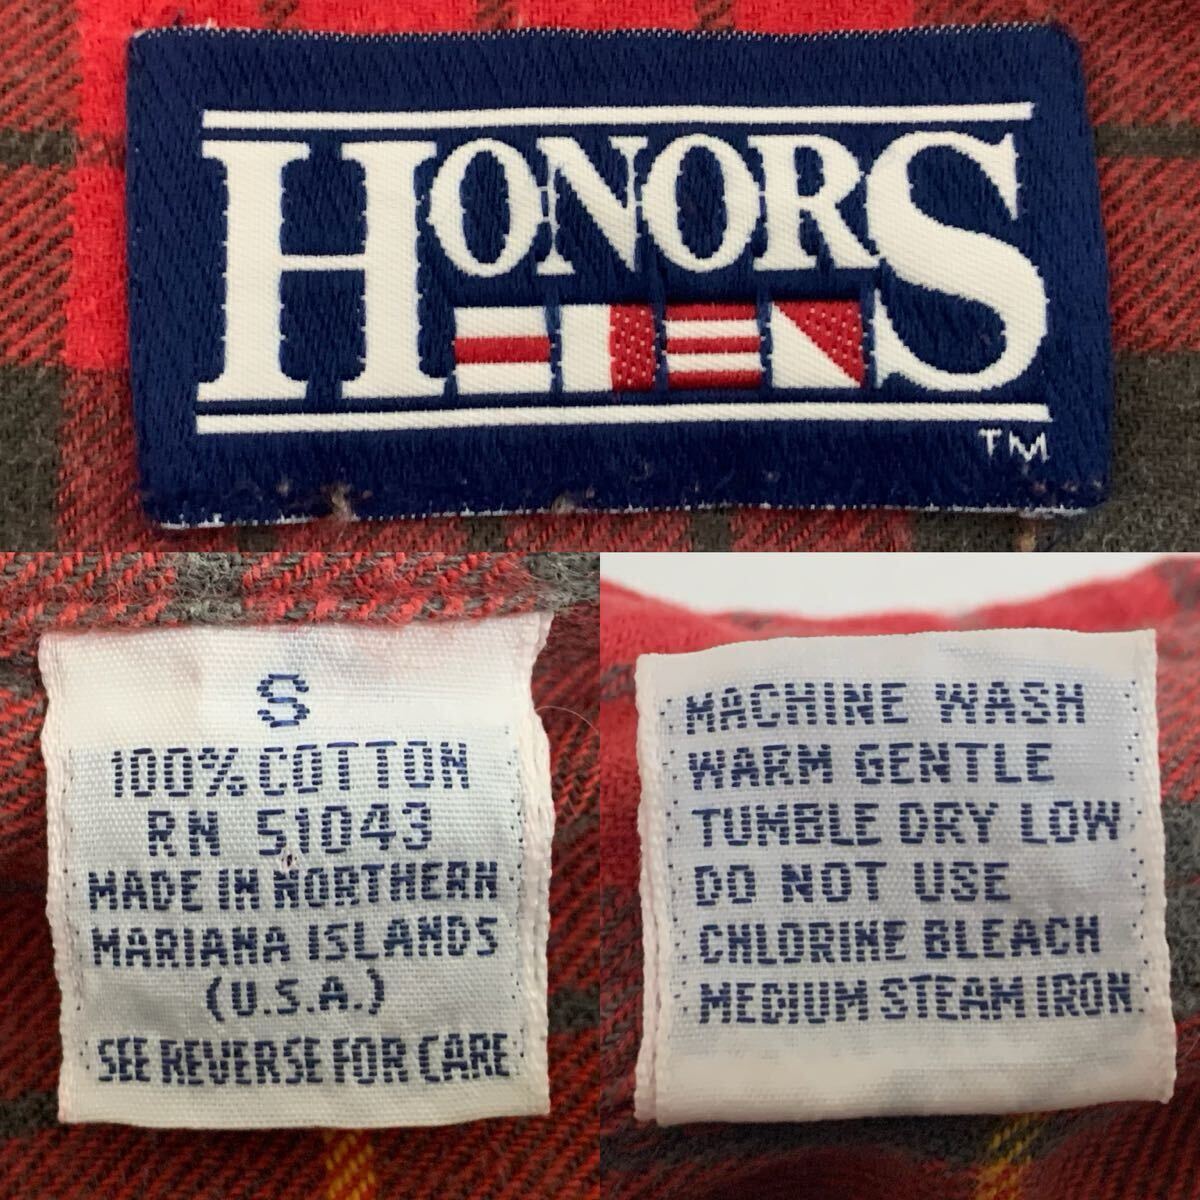 HONORS
TM
S
100% COTTON
RN 51043
MADE IN NORTHERN
MARIANA ISLANDS
(U.S.A.)
SEE REVERSE FOR CARE
MACHINE WASH
WARM GENTLE
TUMBLE DRY LOW
DO NOT USE
CHLORINE BLEACH
MEDIUM STEAM IRON